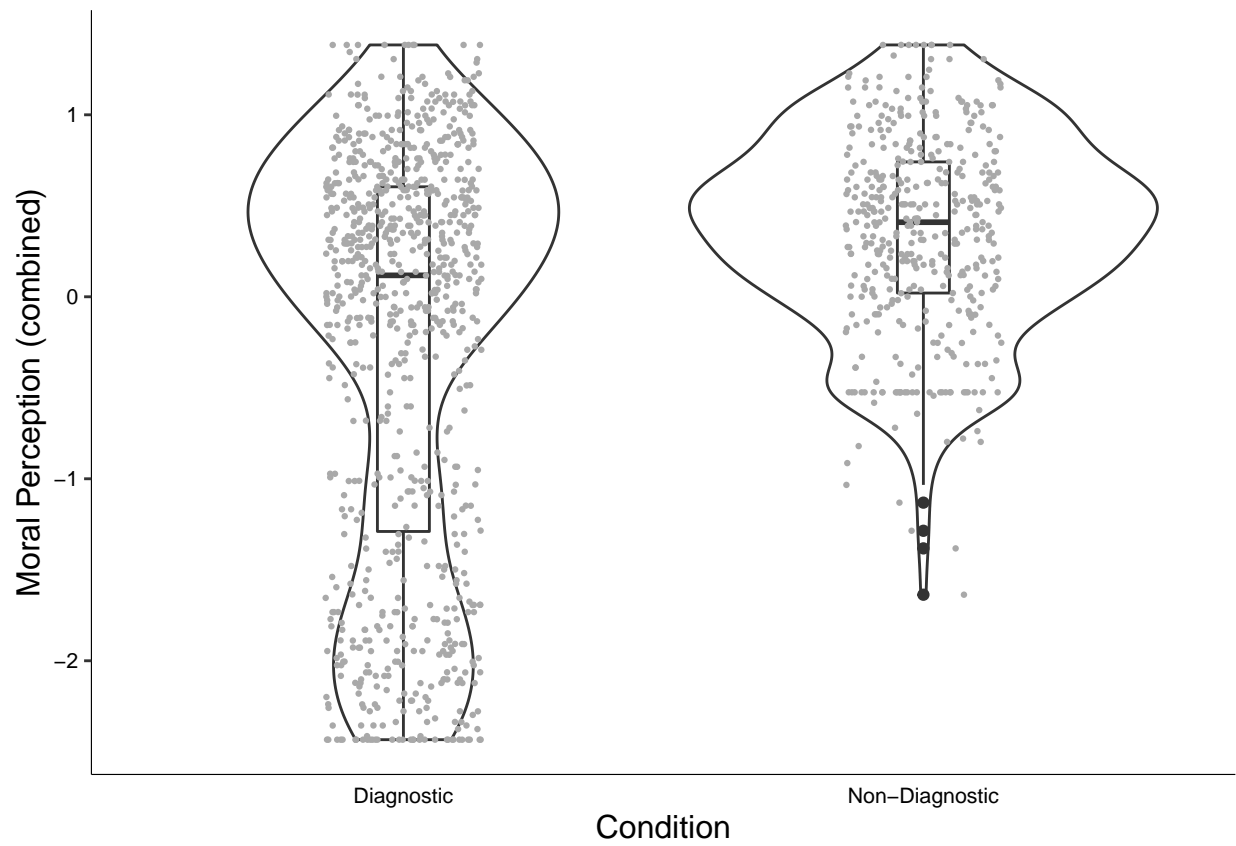 Moral Perception (combined)
1
0
−1
−2
Diagnostic
Non−Diagnostic
Condition